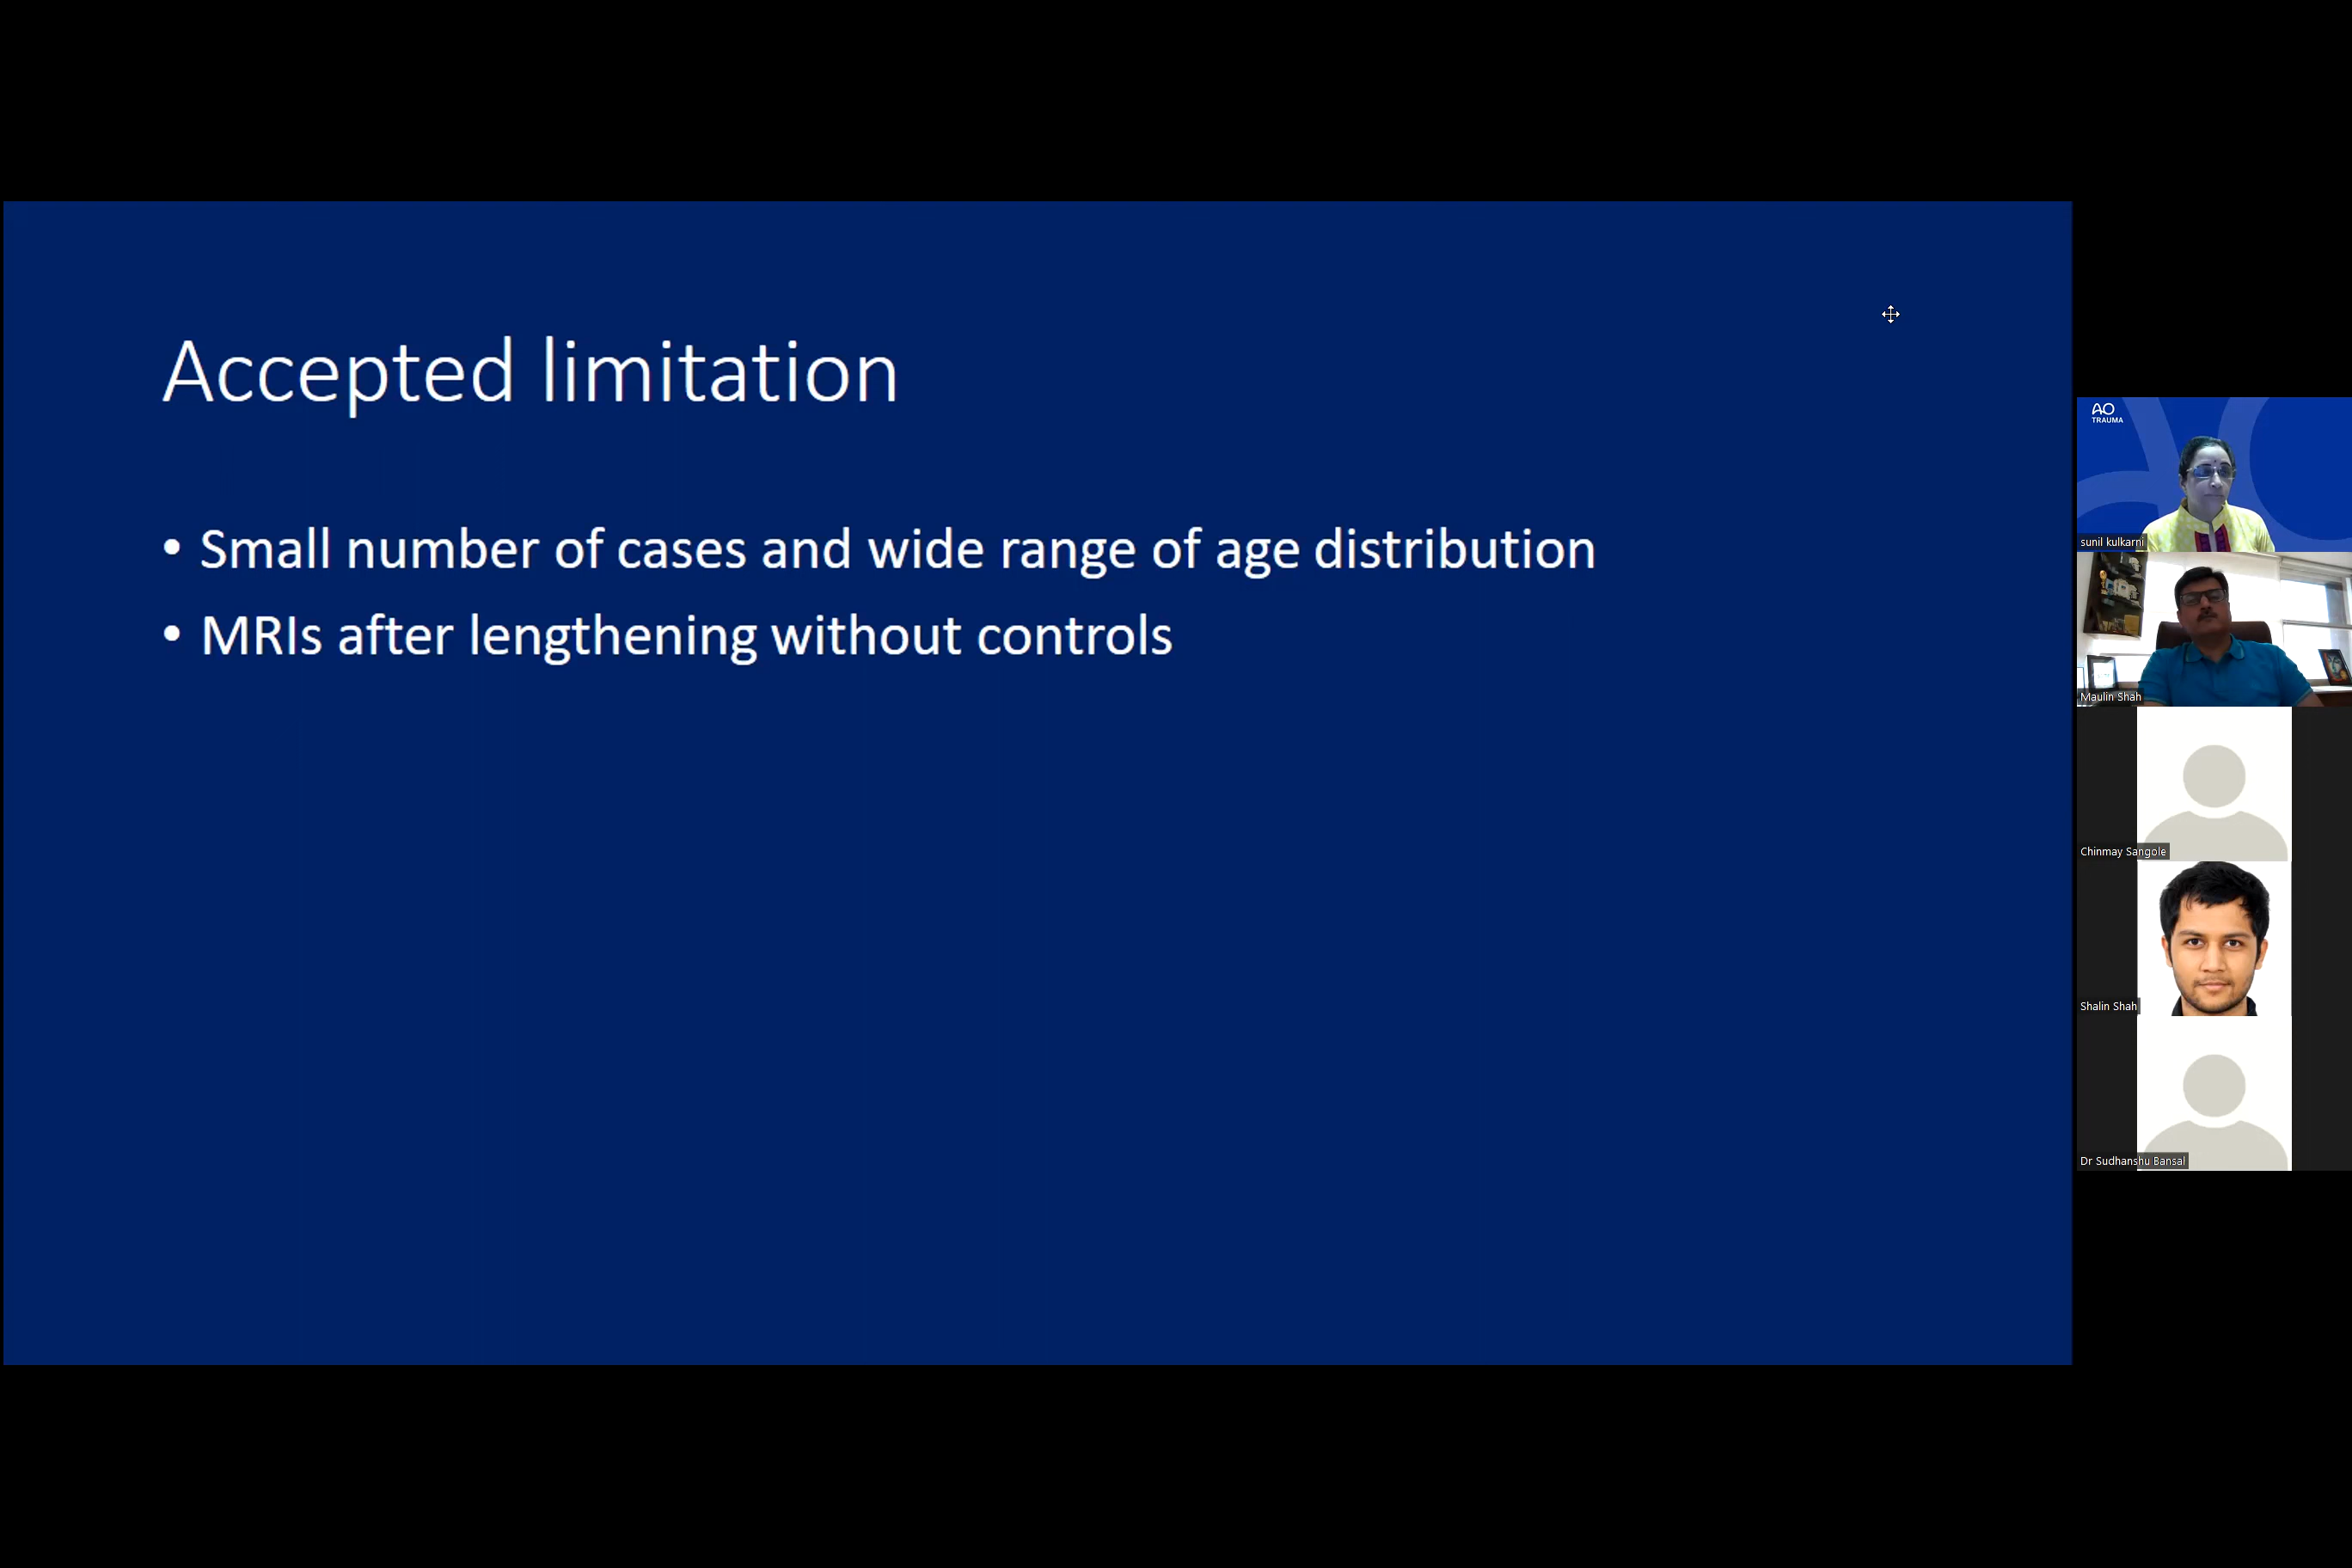 Accepted limitation
• Small number of cases and wide range of age distribution
• MRIs after lengthening without controls
AO
TRAUMA
sunil kulkarni
Maulin Shah
Chinmay Sangole
Shalin Shah
Dr Sudhanshu Bansal